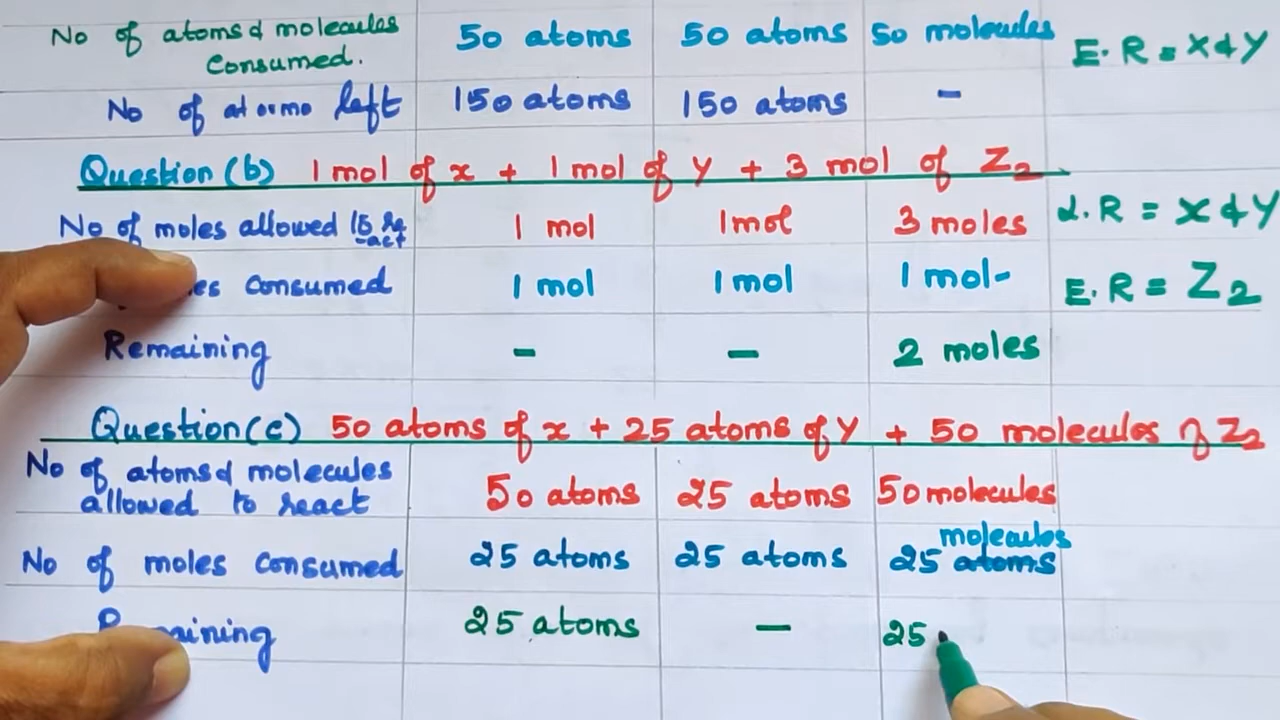 No of atoms & molecules consumed. 50 atoms 50 atoms 50 molecules E. R = X & Y
No of atoms left 150 atoms 150 atoms -
Question (b) 1 mol of x + 1 mol of Y + 3 mol of Z2
No of moles allowed to react 1 mol 1 mol 3 moles L. R = X & Y
consumed 1 mol 1 mol 1 mol- E. R = Z2
Remaining - - 2 moles
Question (c) 50 atoms of x + 25 atoms of Y + 50 molecules of Z2
No of atoms & molecules allowed to react 50 atoms 25 atoms 50 molecules
No of moles consumed 25 atoms 25 atoms 25 atoms molecules
25 atoms - 25